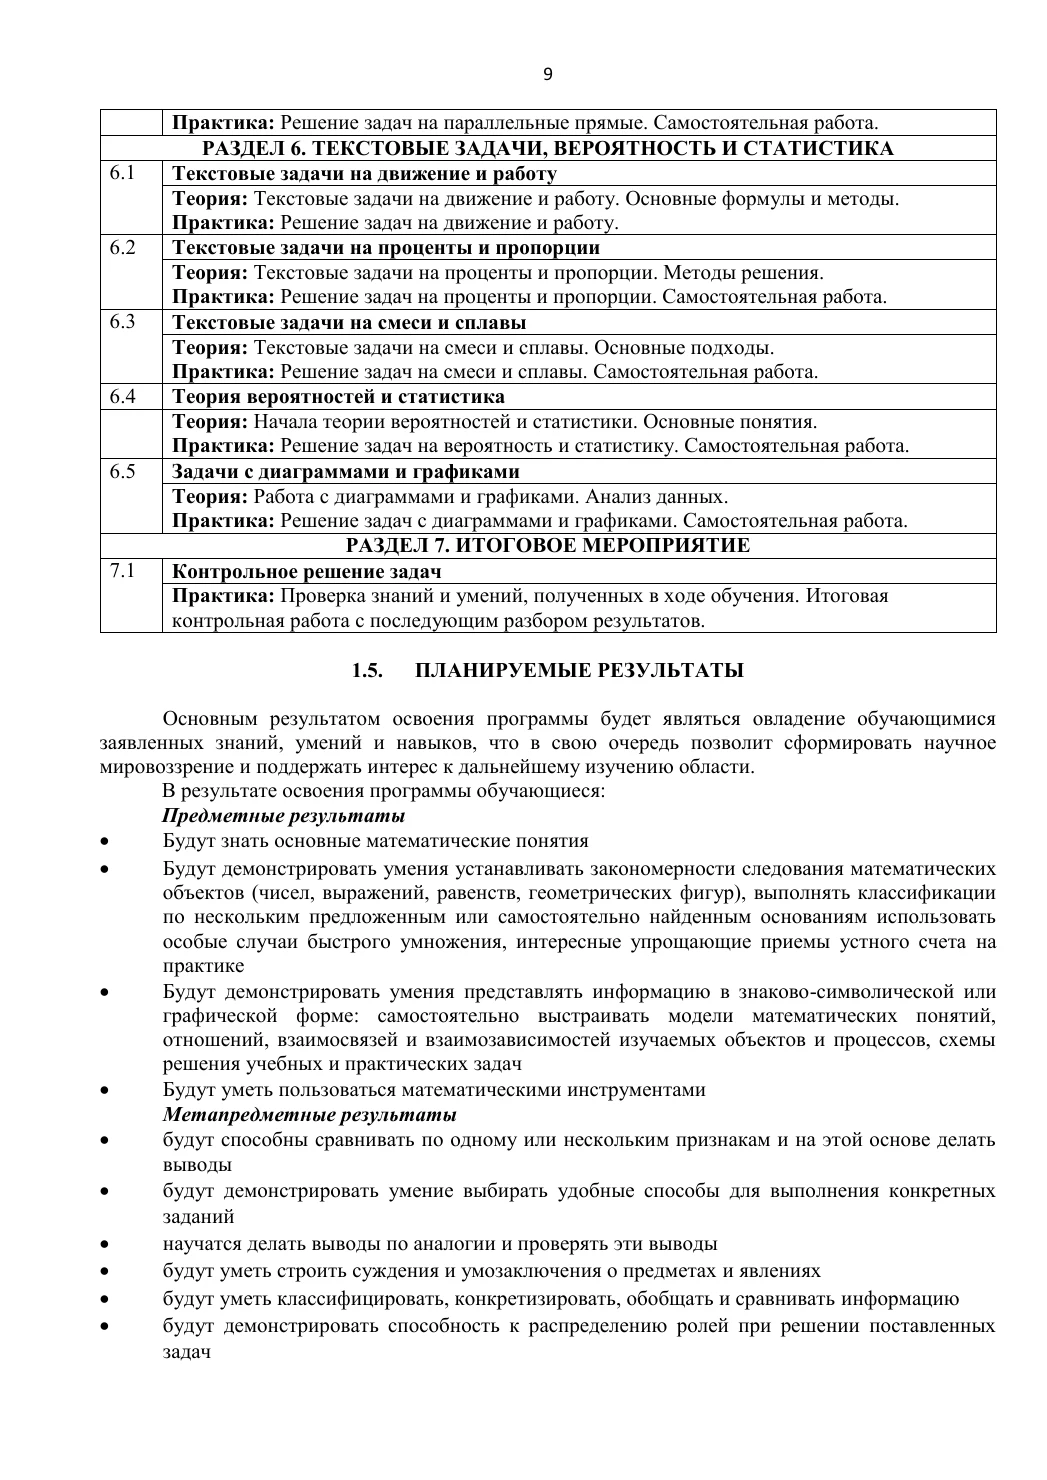 9
Практика: Решение задач на параллельные прямые. Самостоятельная работа.
РАЗДЕЛ 6. ТЕКСТОВЫЕ ЗАДАЧИ, ВЕРОЯТНОСТЬ И СТАТИСТИКА
6.1 Текстовые задачи на движение и работу
Теория: Текстовые задачи на движение и работу. Основные формулы и методы.
Практика: Решение задач на движение и работу.
6.2 Текстовые задачи на проценты и пропорции
Теория: Текстовые задачи на проценты и пропорции. Методы решения.
Практика: Решение задач на проценты и пропорции. Самостоятельная работа.
6.3 Текстовые задачи на смеси и сплавы
Теория: Текстовые задачи на смеси и сплавы. Основные подходы.
Практика: Решение задач на смеси и сплавы. Самостоятельная работа.
6.4 Теория вероятностей и статистика
Теория: Начала теории вероятностей и статистики. Основные понятия.
Практика: Решение задач на вероятность и статистику. Самостоятельная работа.
6.5 Задачи с диаграммами и графиками
Теория: Работа с диаграммами и графиками. Анализ данных.
Практика: Решение задач с диаграммами и графиками. Самостоятельная работа.
РАЗДЕЛ 7. ИТОГОВОЕ МЕРОПРИЯТИЕ
7.1 Контрольное решение задач
Практика: Проверка знаний и умений, полученных в ходе обучения. Итоговая
контрольная работа с последующим разбором результатов.
1.5. ПЛАНИРУЕМЫЕ РЕЗУЛЬТАТЫ
Основным результатом освоения программы будет являться овладение обучающимися
заявленных знаний, умений и навыков, что в свою очередь позволит сформировать научное
мировоззрение и поддержать интерес к дальнейшему изучению области.
В результате освоения программы обучающиеся:
Предметные результаты
• Будут знать основные математические понятия
• Будут демонстрировать умения устанавливать закономерности следования математических
объектов (чисел, выражений, равенств, геометрических фигур), выполнять классификации
по нескольким предложенным или самостоятельно найденным основаниям использовать
особые случаи быстрого умножения, интересные упрощающие приемы устного счета на
практике
• Будут демонстрировать умения представлять информацию в знаково-символической или
графической форме: самостоятельно выстраивать модели математических понятий,
отношений, взаимосвязей и взаимозависимостей изучаемых объектов и процессов, схемы
решения учебных и практических задач
• Будут уметь пользоваться математическими инструментами
Метапредметные результаты
• будут способны сравнивать по одному или нескольким признакам и на этой основе делать
выводы
• будут демонстрировать умение выбирать удобные способы для выполнения конкретных
заданий
• научатся делать выводы по аналогии и проверять эти выводы
• будут уметь строить суждения и умозаключения о предметах и явлениях
• будут уметь классифицировать, конкретизировать, обобщать и сравнивать информацию
• будут демонстрировать способность к распределению ролей при решении поставленных
задач